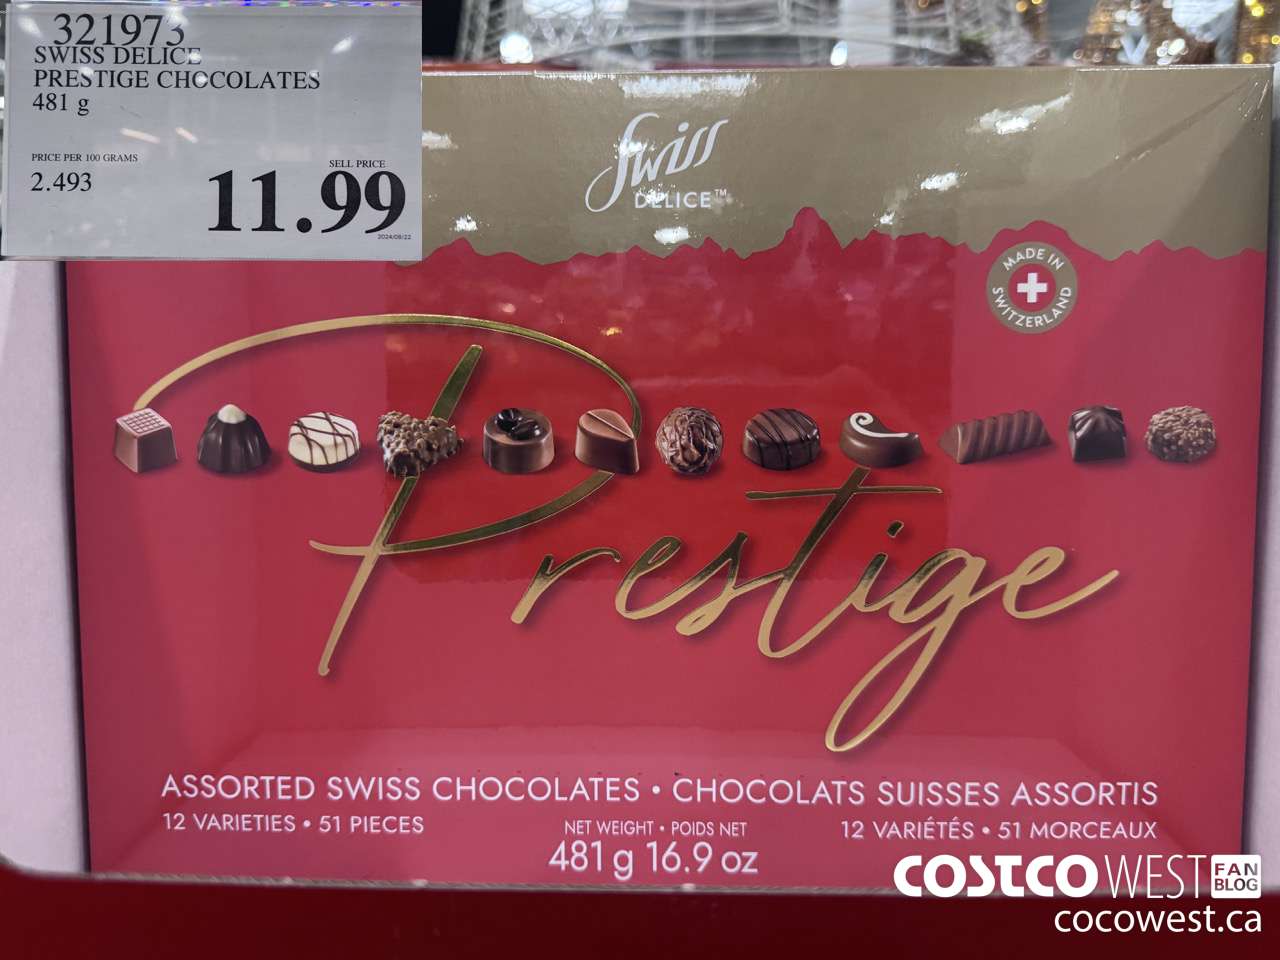 321973
SWISS DELICE
PRESTIGE CHOCOLATES
481 g
PRICE PER 100 GRAMS
2.493
SELL PRICE
11.99
2024/08/22
Swiss
DELICE™
MADE IN
SWITZERLAND
Prestige
ASSORTED SWISS CHOCOLATES • CHOCOLATS SUISSES ASSORTIS
12 VARIETIES • 51 PIECES
NET WEIGHT • POIDS NET
481 g 16.9 oz
12 VARIÉTÉS • 51 MORCEAUX
COSTCO WEST FAN BLOG
cocowest.ca